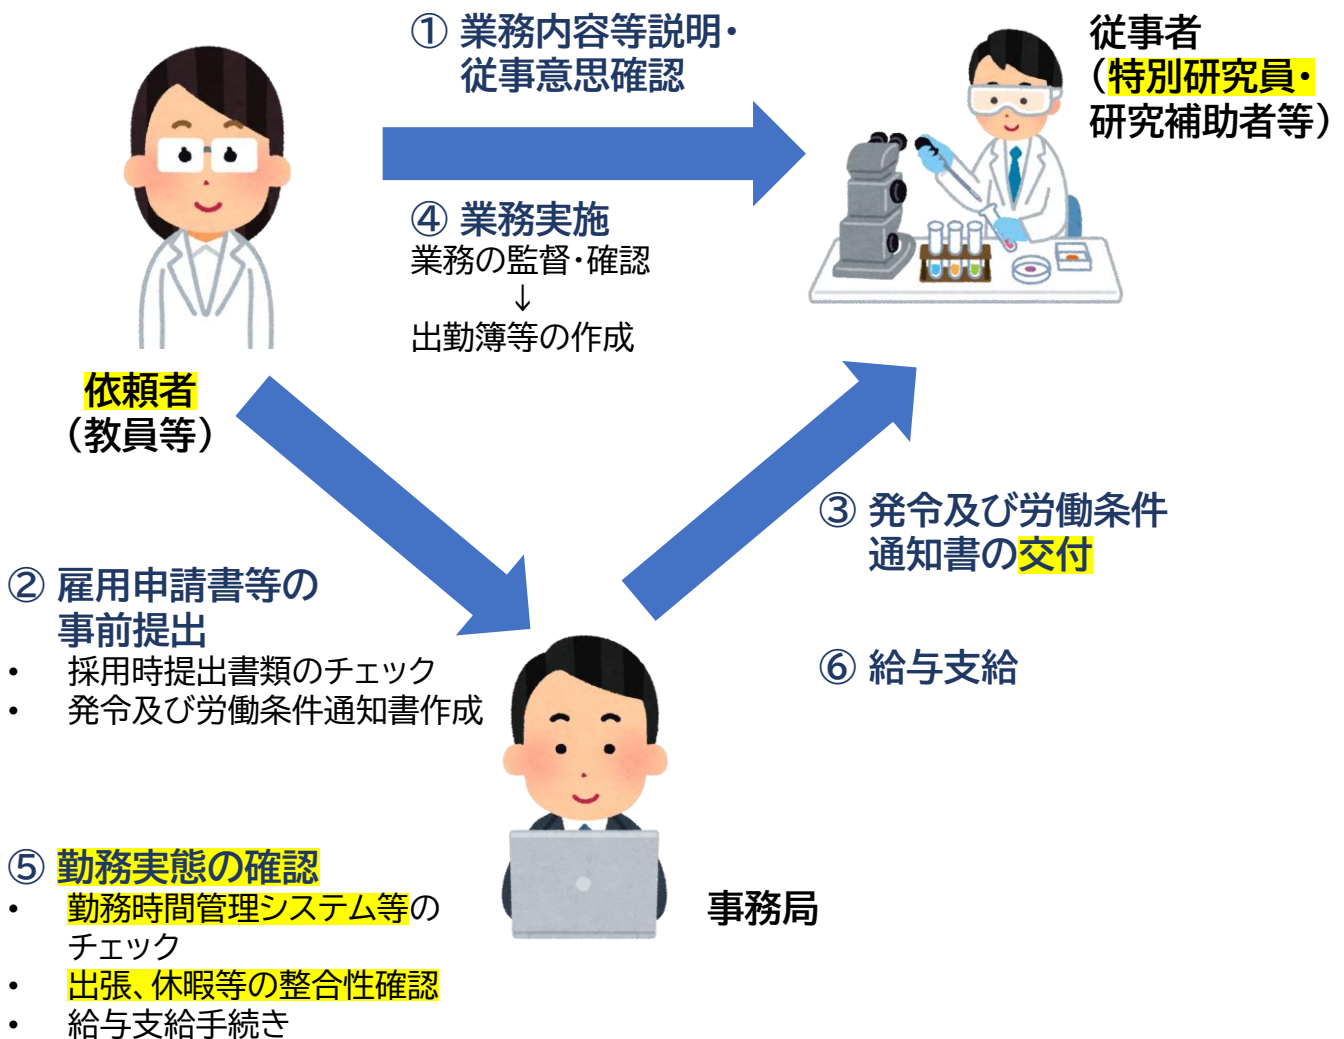 ① 業務内容等説明・
従事意思確認
従事者
（特別研究員・
研究補助者等）
④ 業務実施
業務の監督・確認
↓
出勤簿等の作成
依頼者
（教員等）
② 雇用申請書等の
事前提出
• 採用時提出書類のチェック
• 発令及び労働条件通知書作成
③ 発令及び労働条件
通知書の交付
⑥ 給与支給
⑤ 勤務実態の確認
• 勤務時間管理システム等の
チェック
• 出張、休暇等の整合性確認
• 給与支給手続き
事務局